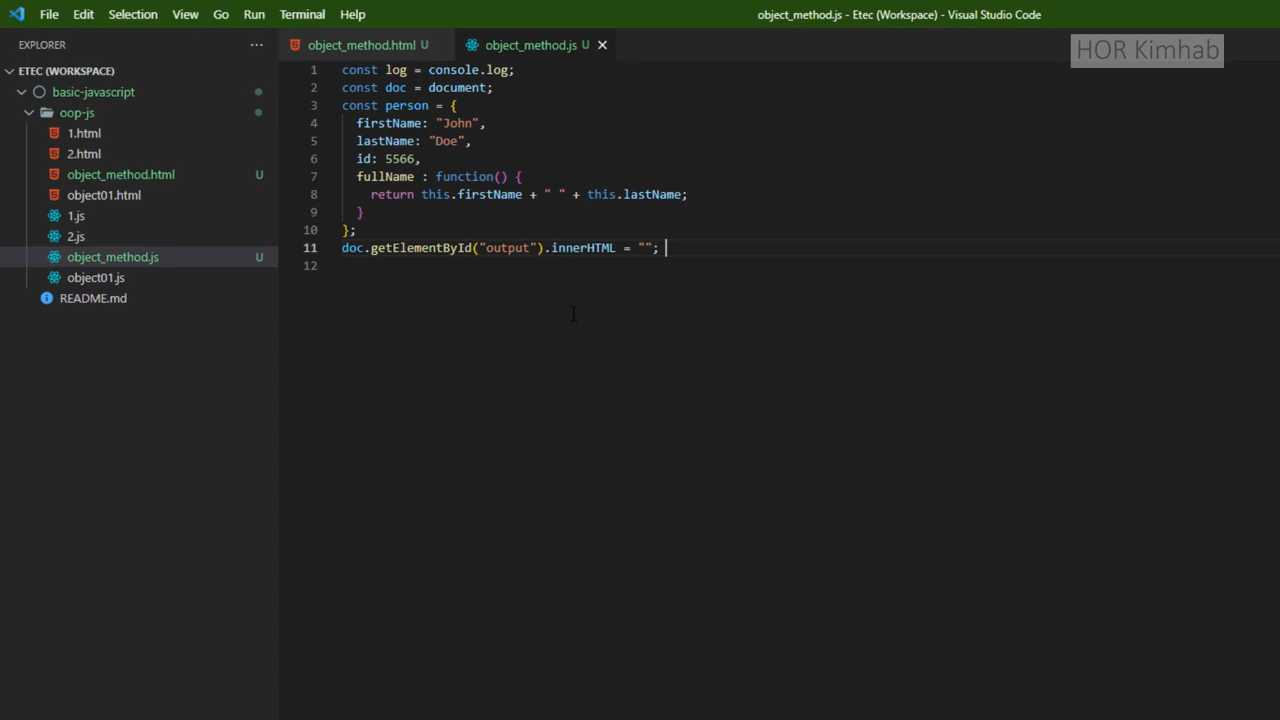 File Edit Selection View Go Run Terminal Help
object_method.js - Etec (Workspace) - Visual Studio Code
EXPLORER
ETEC (WORKSPACE)
basic-javascript
oop-js
1.html
2.html
object_method.html U
object01.html
1.js
2.js
object_method.js U
object01.js
README.md
object_method.html U
object_method.js U
HOR Kimhab
1 const log = console.log;
2 const doc = document;
3 const person = {
4 firstName: "John",
5 lastName: "Doe",
6 id: 5566,
7 fullName : function() {
8 return this.firstName + " " + this.lastName;
9 }
10 };
11 doc.getElementById("output").innerHTML = "";
12